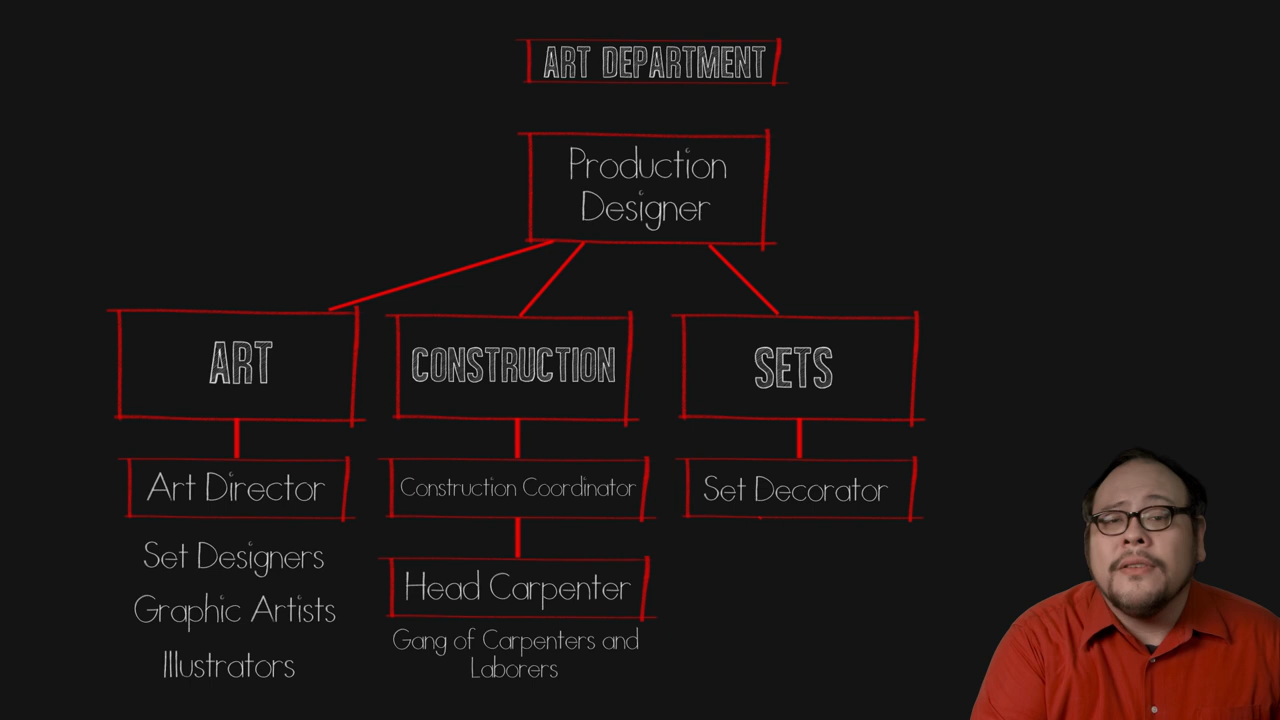 ART DEPARTMENT
Production
Designer
ART
CONSTRUCTION
SETS
Art Director
Construction Coordinator
Set Decorator
Set Designers
Graphic Artists
Illustrators
Head Carpenter
Gang of Carpenters and
Laborers